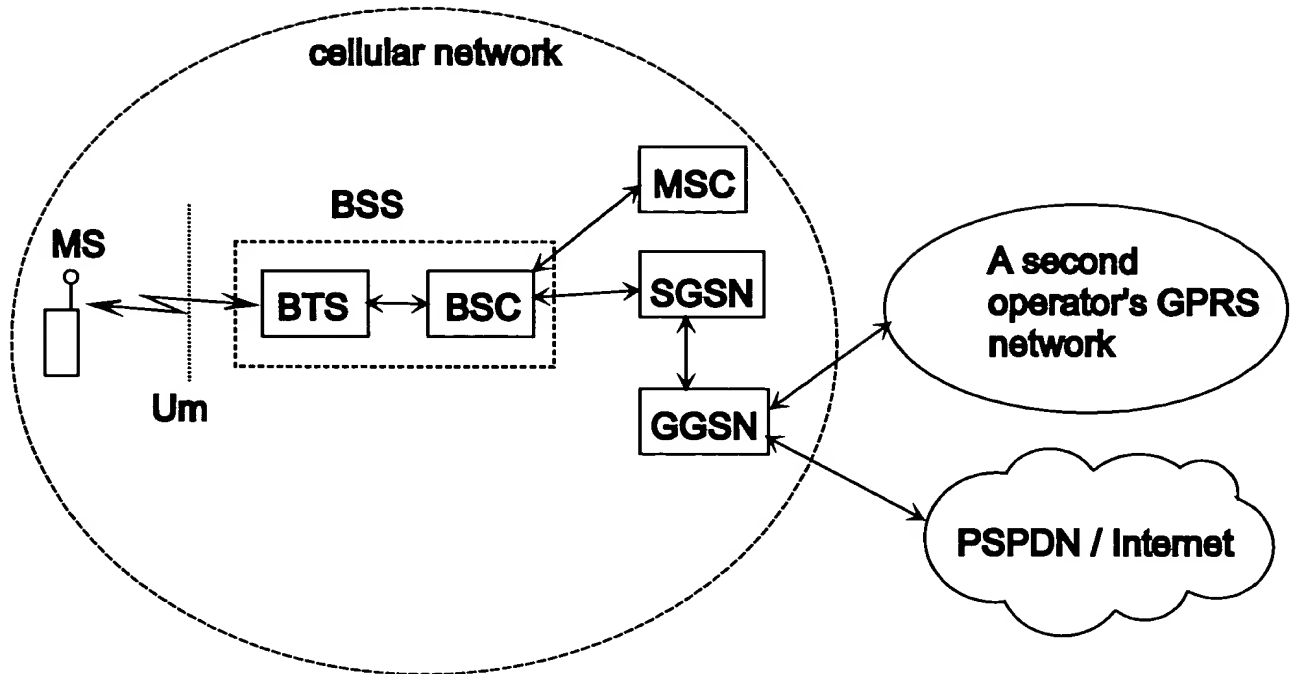 cellular network
MSC
BSS
MS
BTS
BSC
SGSN
A second
operator's GPRS
network
Um
GGSN
PSPDN / Internet